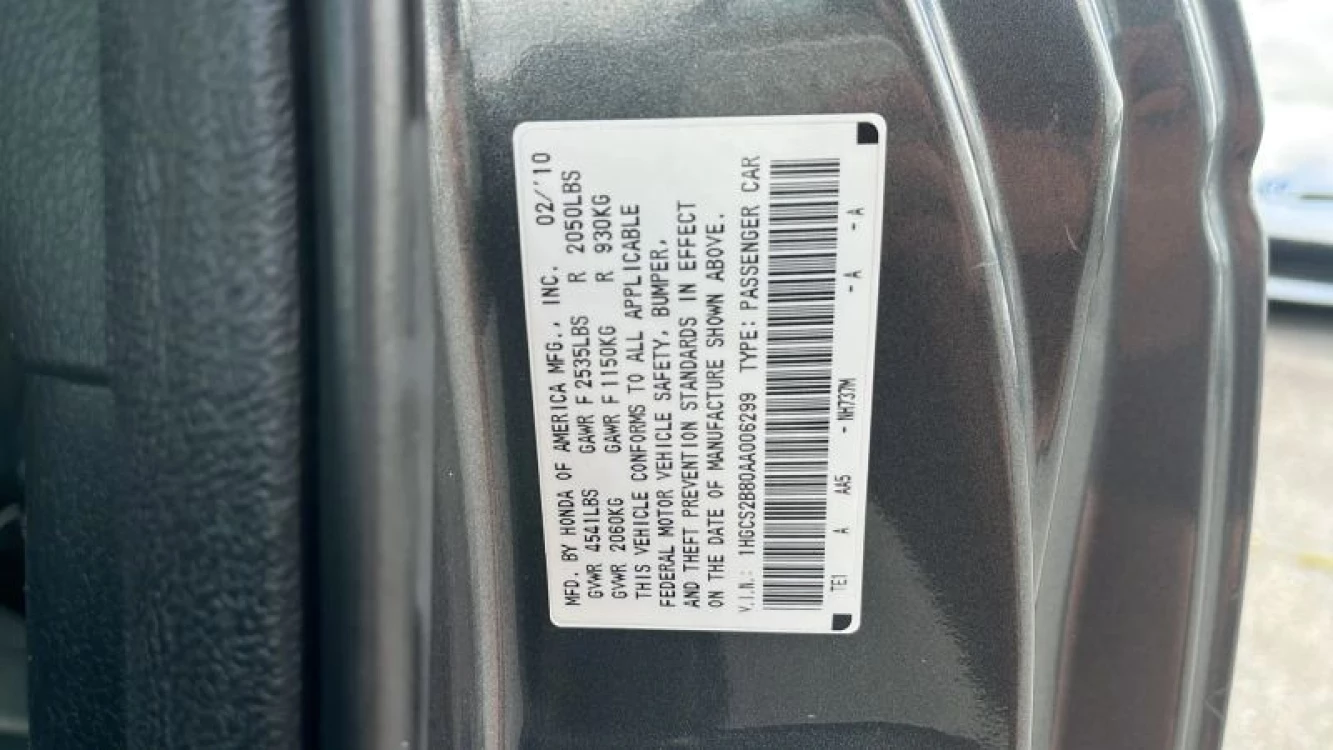 MFD. BY HONDA OF AMERICA MFG., INC. 02/'10
GVWR 4541LBS GAWR F 2535LBS R 2050LBS
GVWR 2060KG GAWR F 1150KG R 930KG
THIS VEHICLE CONFORMS TO ALL APPLICABLE
FEDERAL MOTOR VEHICLE SAFETY, BUMPER,
AND THEFT PREVENTION STANDARDS IN EFFECT
ON THE DATE OF MANUFACTURE SHOWN ABOVE.
V.I.N.: 1HGCS2B80AA006299 TYPE: PASSENGER CAR
TE1 A AA5 - NH737M - A - A